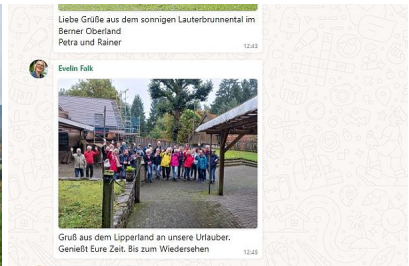 Liebe Grüße aus dem sonnigen Lauterbrunnental im
Berner Oberland
Petra und Rainer
12:43
Evelin Falk
Gruß aus dem Lipperland an unsere Urlauber.
Genießt Eure Zeit. Bis zum Wiedersehen
12:45